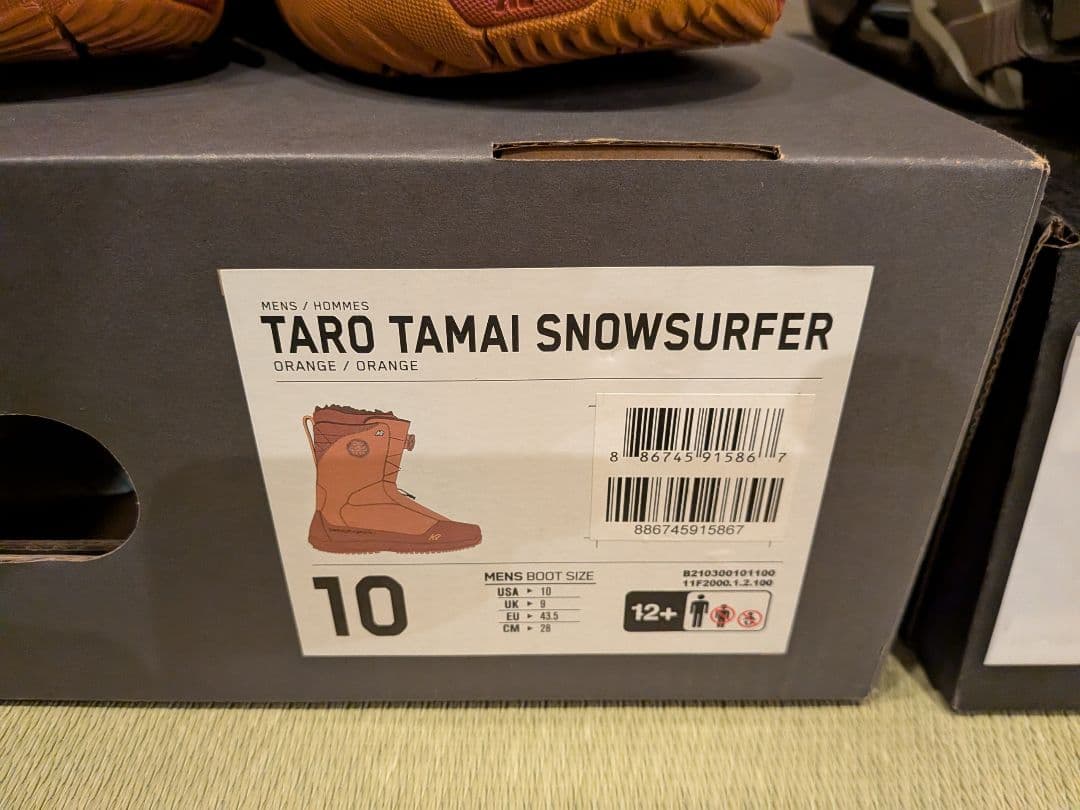 MENS / HOMMES
TARO TAMAI SNOWSURFER
ORANGE / ORANGE
K2
8 86745 91586 7
886745915867
10
MENS BOOT SIZE
USA ▸ 10
UK ▸ 9
EU ▸ 43.5
CM ▸ 28
B210300101100
11F2000.1.2.100
12+